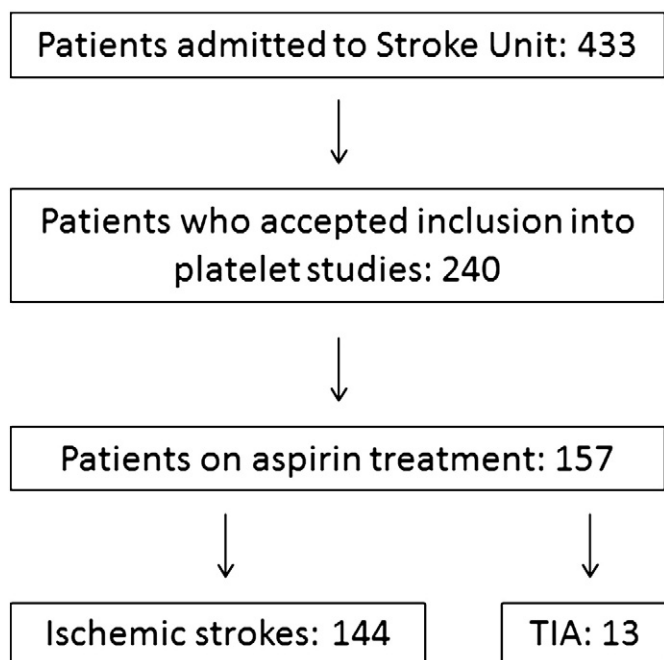 Patients admitted to Stroke Unit: 433
Patients who accepted inclusion into
platelet studies: 240
Patients on aspirin treatment: 157
Ischemic strokes: 144
TIA: 13